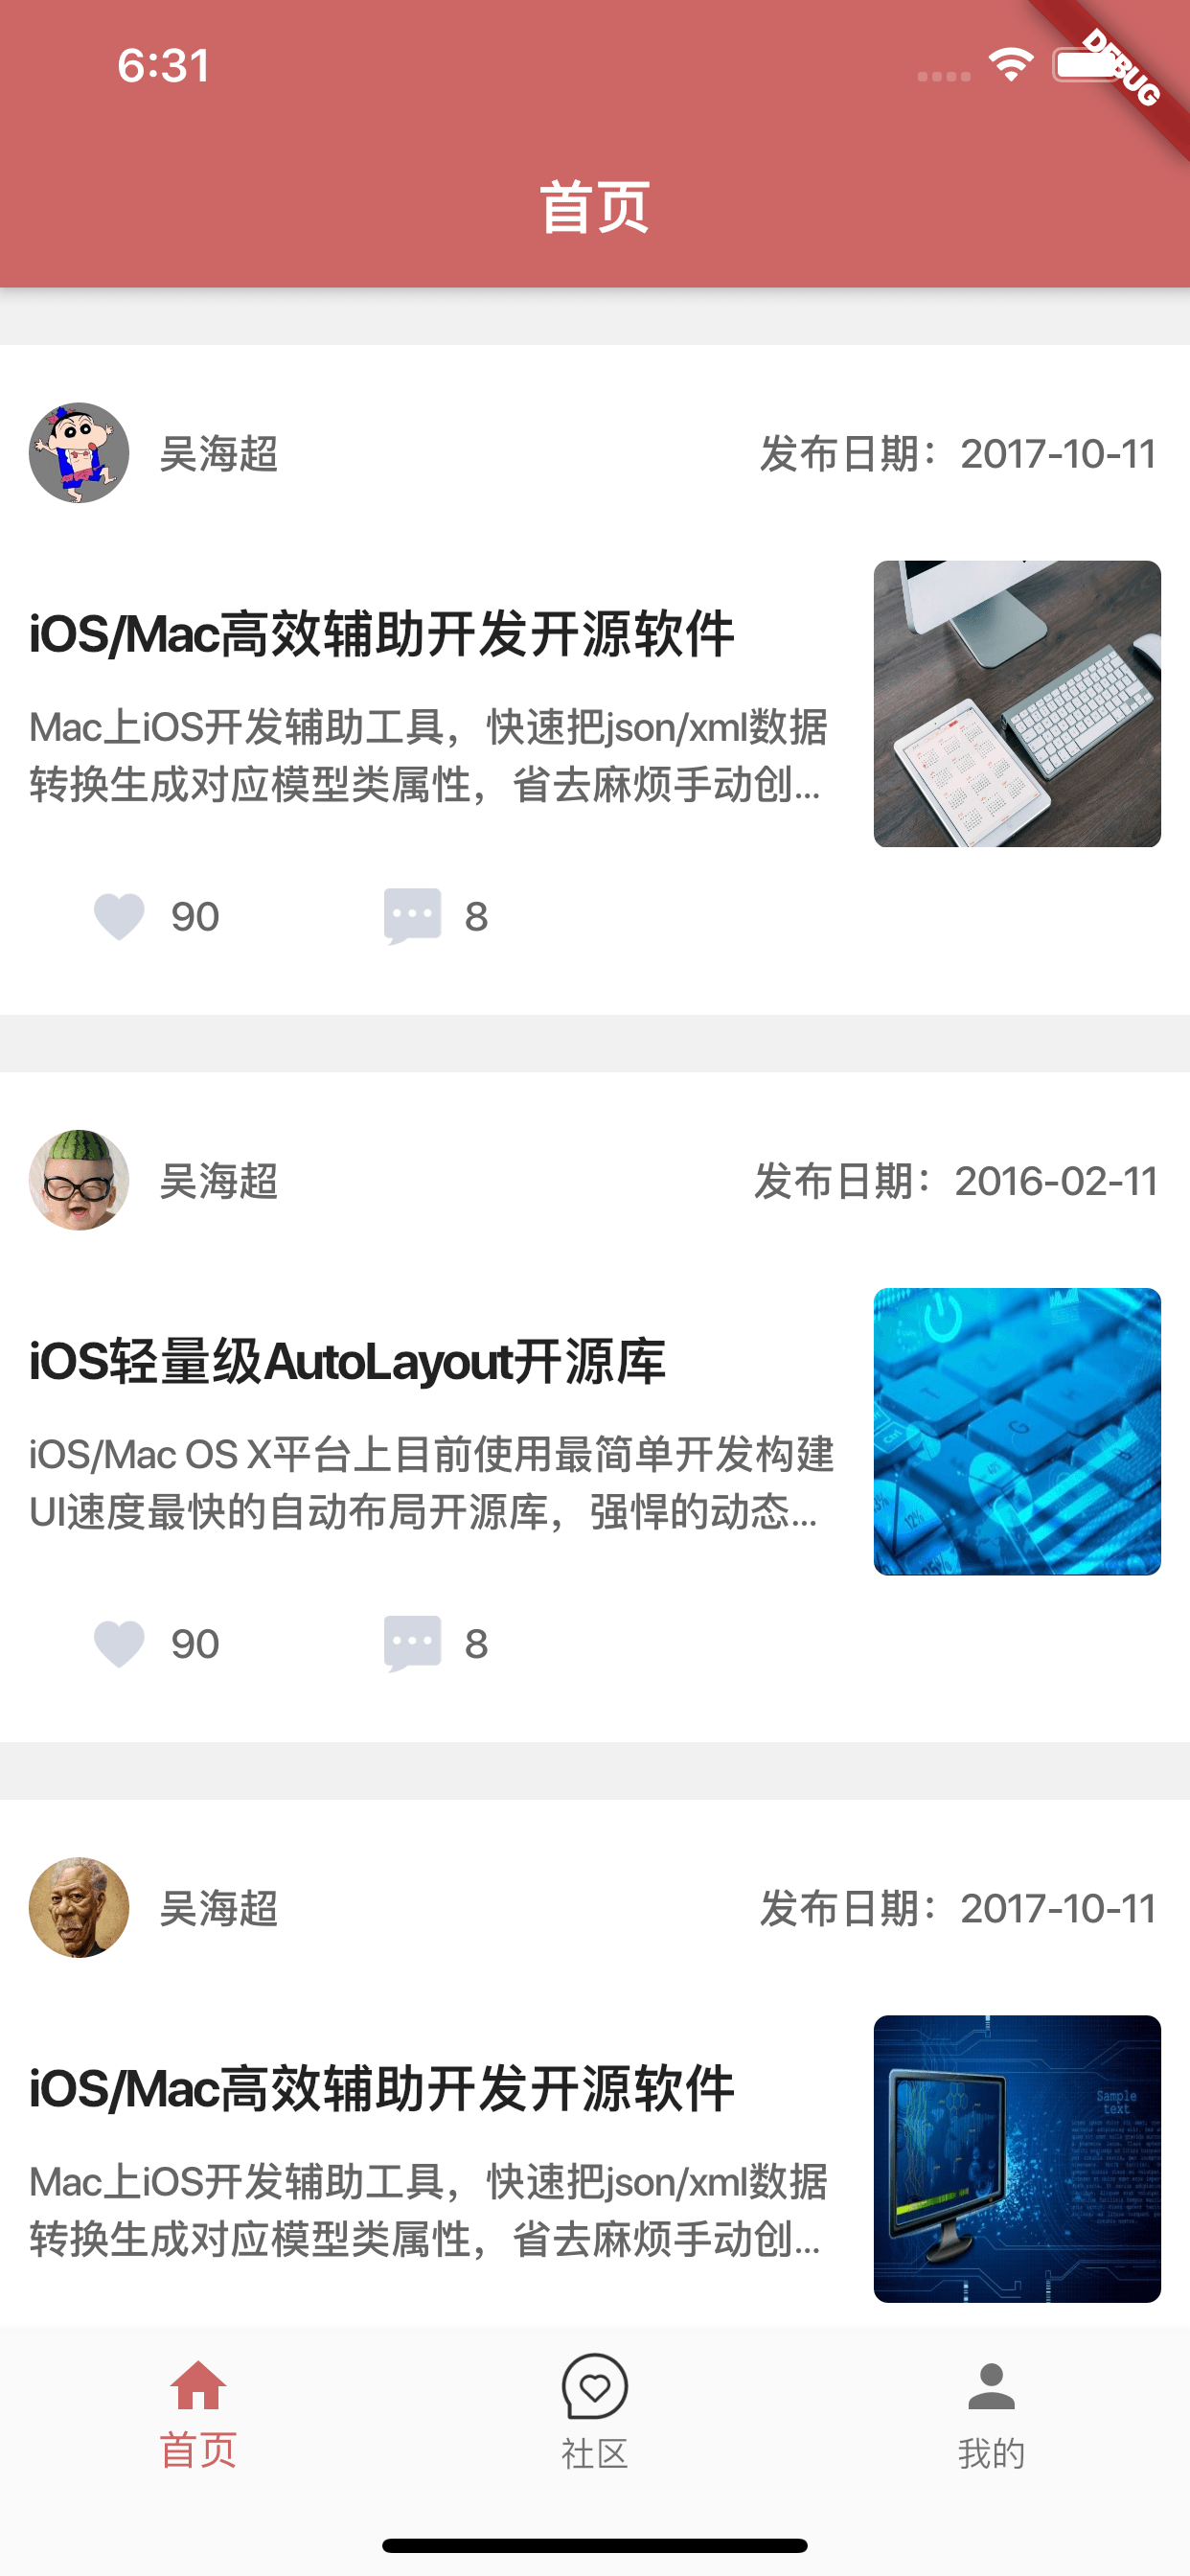 6:31
DEBUG
首页
吴海超
发布日期：2017-10-11
iOS/Mac高效辅助开发开源软件
Mac上iOS开发辅助工具，快速把json/xml数据
转换生成对应模型类属性，省去麻烦手动创...
90
8
吴海超
发布日期：2016-02-11
iOS轻量级AutoLayout开源库
iOS/Mac OS X平台上目前使用最简单开发构建
UI速度最快的自动布局开源库，强悍的动态...
90
8
吴海超
发布日期：2017-10-11
iOS/Mac高效辅助开发开源软件
Mac上iOS开发辅助工具，快速把json/xml数据
转换生成对应模型类属性，省去麻烦手动创...
Sample
text
首页
社区
我的